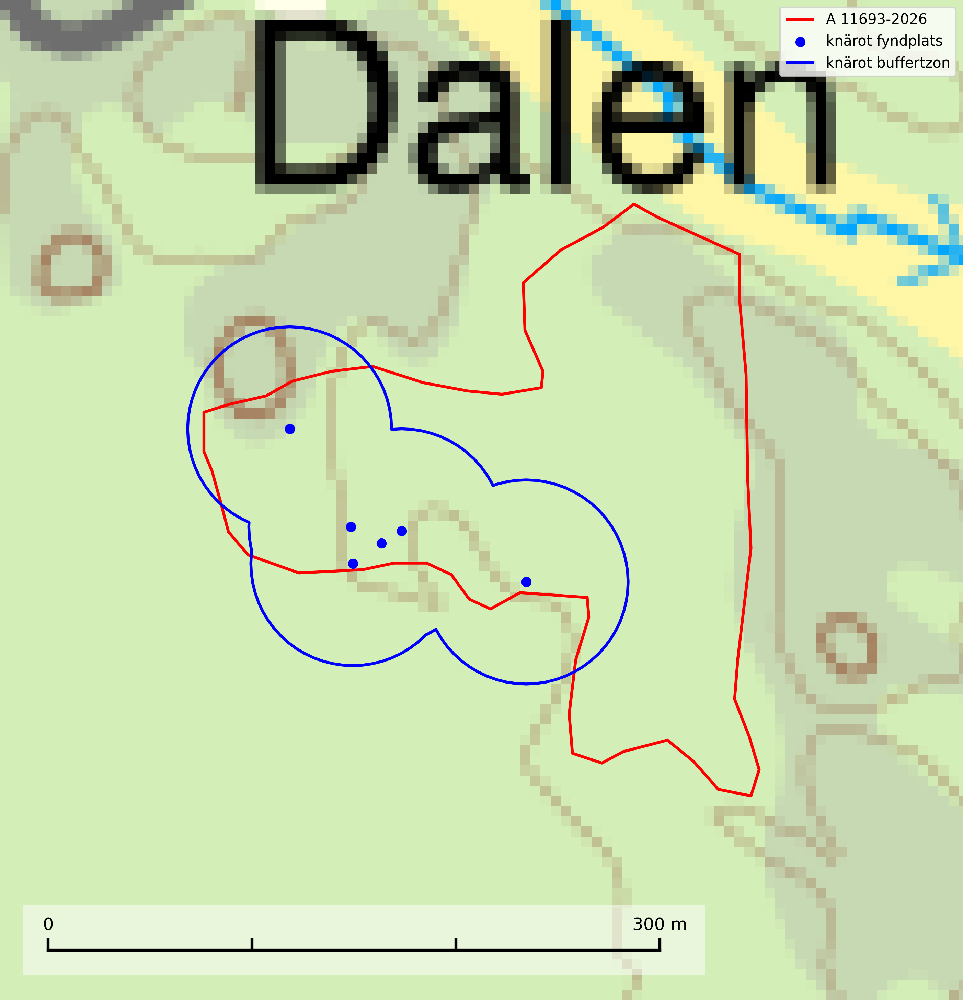 Dalen
A 11693-2026
knärot fyndplats
knärot buffertzon
0
300 m